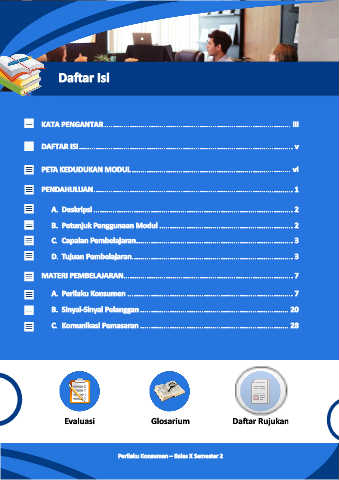 Daftar Isi
KATA PENGANTAR ... iii
DAFTAR ISI ... v
PETA KEDUDUKAN MODUL ... vi
PENDAHULUAN ... 1
A. Deskripsi ... 2
B. Petunjuk Penggunaan Modul ... 2
C. Capaian Pembelajaran ... 3
D. Tujuan Pembelajaran ... 3
MATERI PEMBELAJARAN ... 7
A. Perilaku Konsumen ... 7
B. Sinyal-Sinyal Pelanggan ... 20
C. Komunikasi Pemasaran ... 28
Evaluasi
Glosarium
Daftar Rujukan
Perilaku Konsumen – Kelas X Semester 2